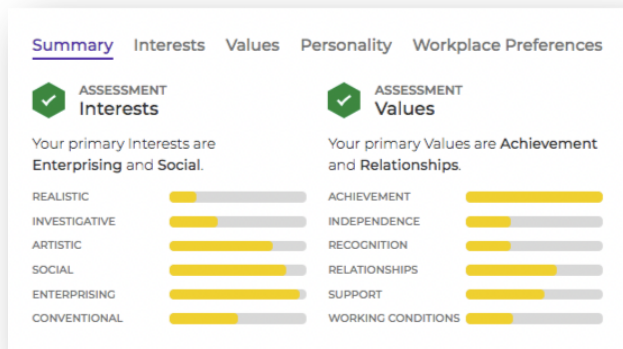 Summary Interests Values Personality Workplace Preferences
ASSESSMENT
Interests
Your primary Interests are
Enterprising and Social.
REALISTIC
INVESTIGATIVE
ARTISTIC
SOCIAL
ENTERPRISING
CONVENTIONAL
ASSESSMENT
Values
Your primary Values are Achievement
and Relationships.
ACHIEVEMENT
INDEPENDENCE
RECOGNITION
RELATIONSHIPS
SUPPORT
WORKING CONDITIONS